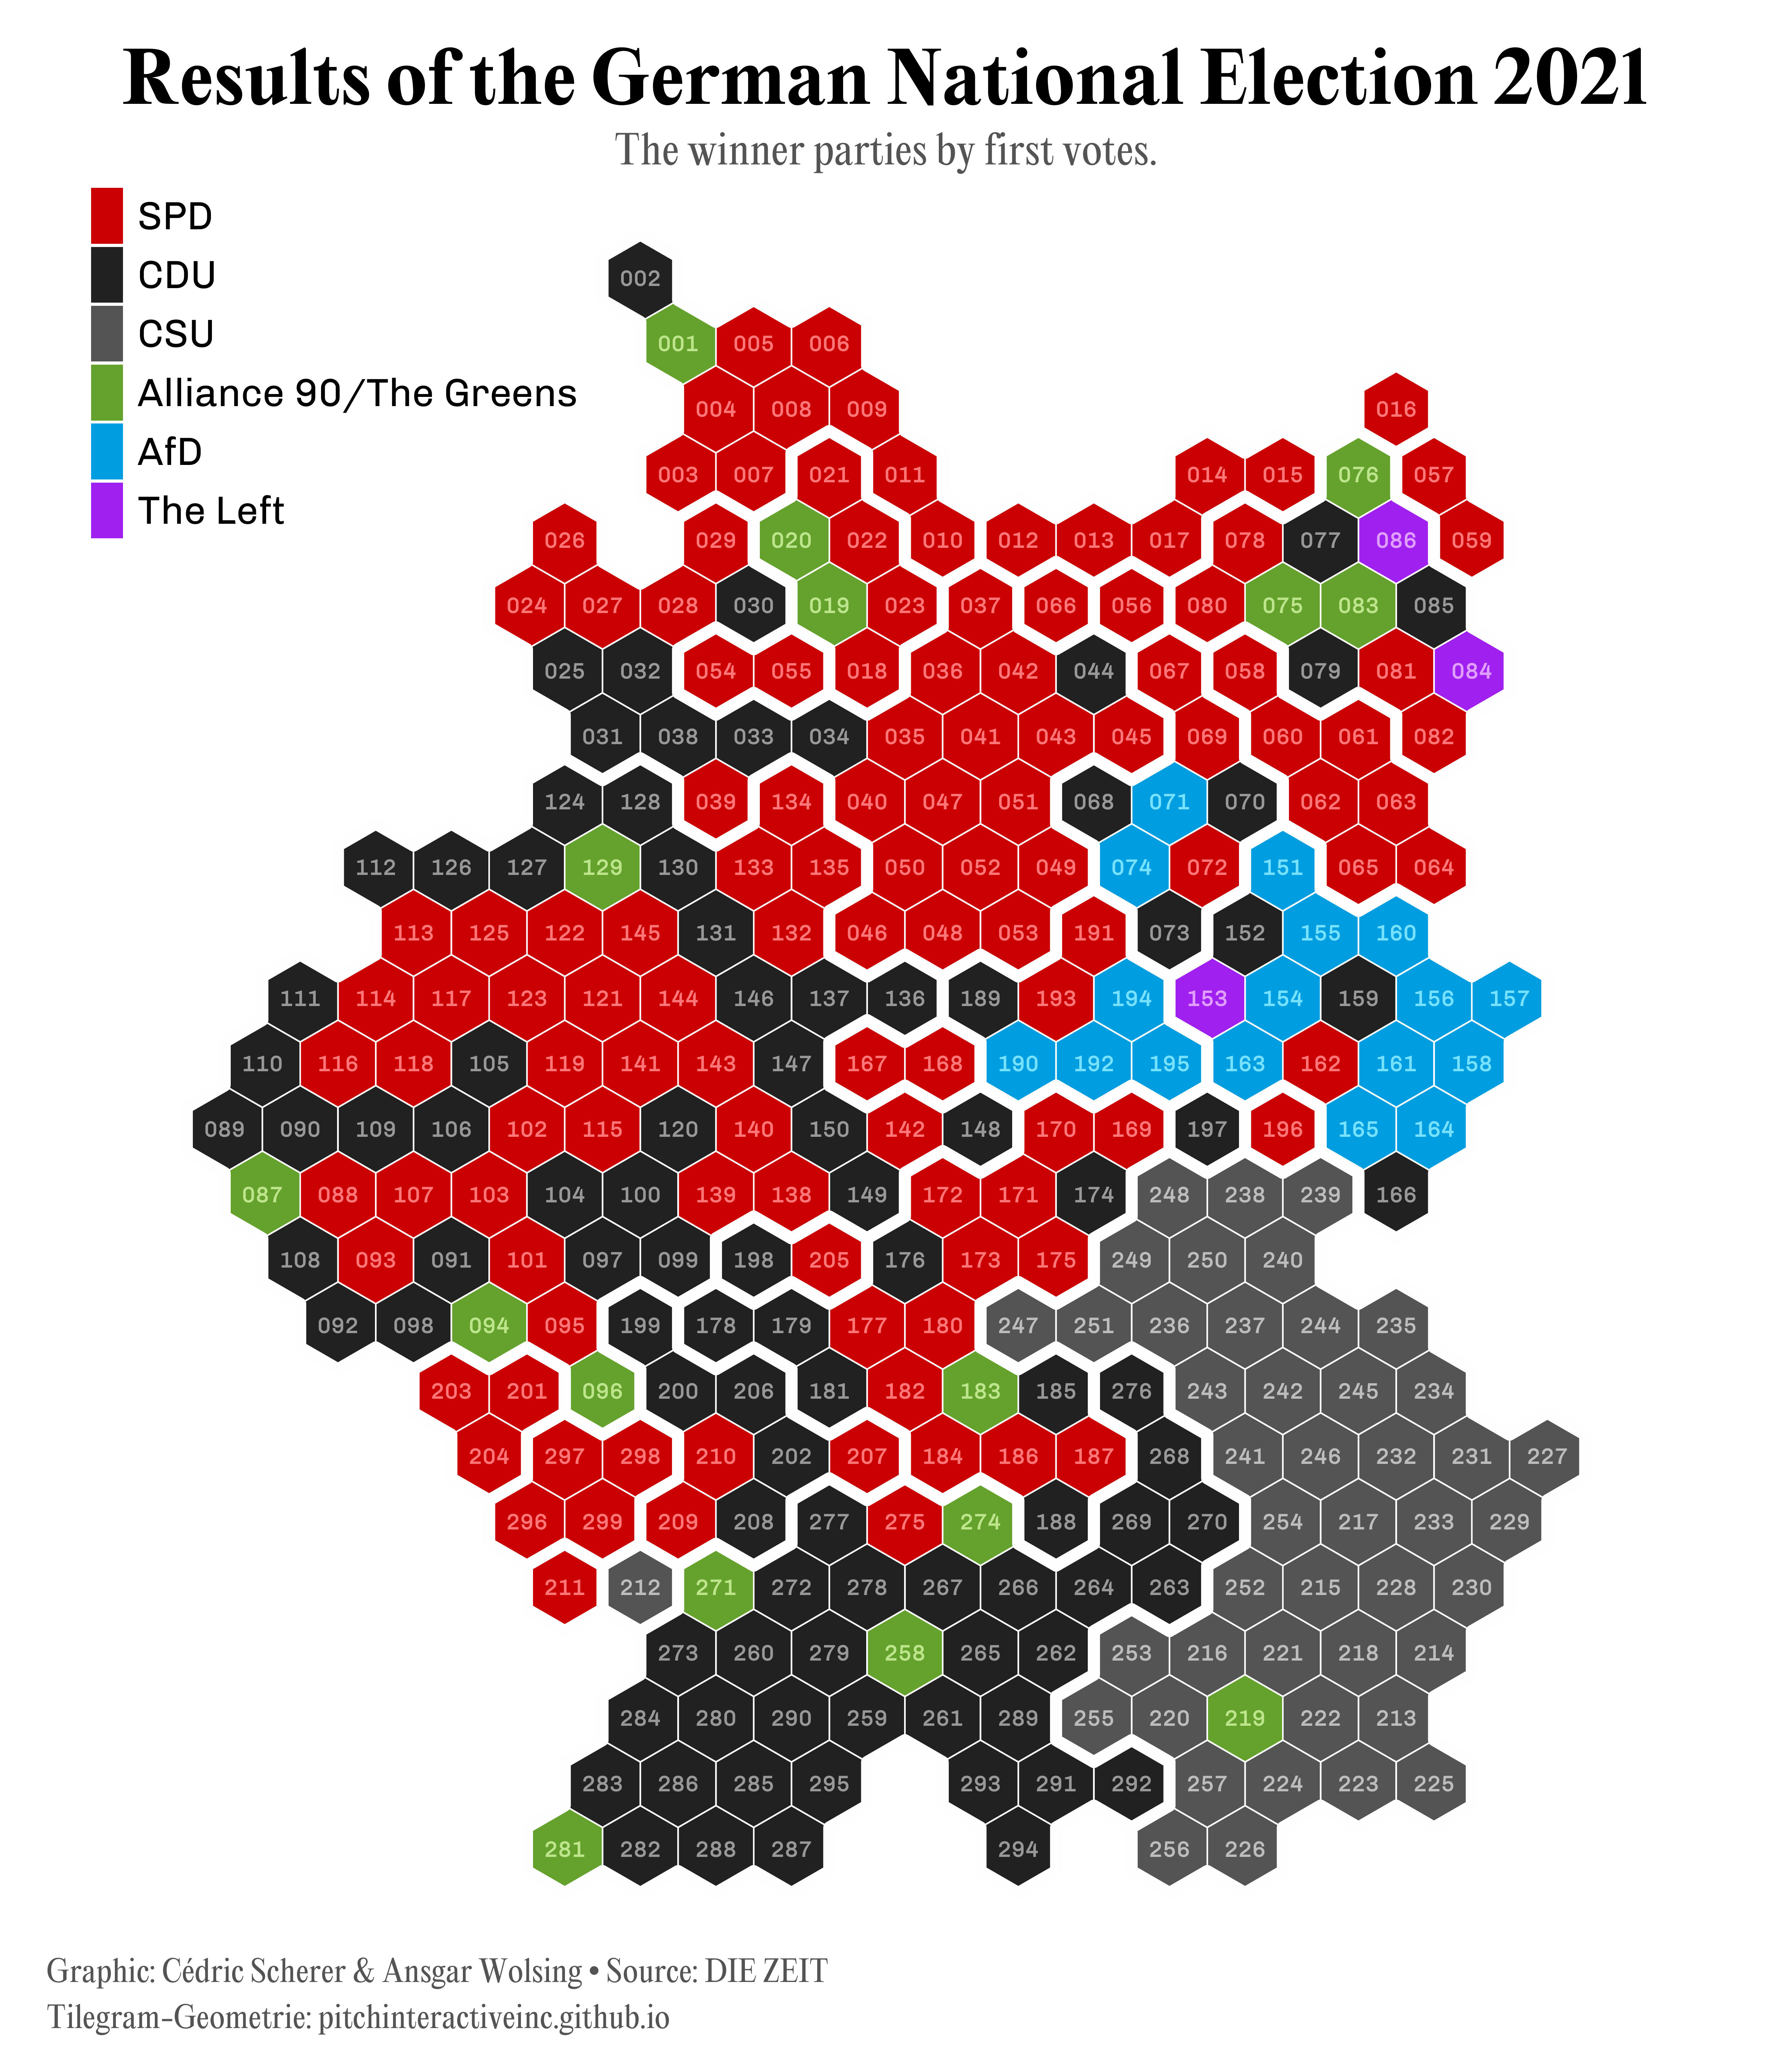 Results of the German National Election 2021
The winner parties by first votes.
SPD
CDU
CSU
Alliance 90/The Greens
AfD
The Left
002
001 005 006
004 008 009 016
003 007 021 011 014 015 076 057
026 029 020 022 010 012 013 017 078 077 086 059
024 027 028 030 019 023 037 066 056 080 075 083 085
025 032 054 055 018 036 042 044 067 058 079 081 084
031 038 033 034 035 041 043 045 069 060 061 082
124 128 039 134 040 047 051 068 071 070 062 063
112 126 127 129 130 133 135 050 052 049 074 072 151 065 064
113 125 122 145 131 132 046 048 053 191 073 152 155 160
111 114 117 123 121 144 146 137 136 189 193 194 153 154 159 156 157
110 116 118 105 119 141 143 147 167 168 190 192 195 163 162 161 158
089 090 109 106 102 115 120 140 150 142 148 170 169 197 196 165 164
087 088 107 103 104 100 139 138 149 172 171 174 248 238 239 166
108 093 091 101 097 099 198 205 176 173 175 249 250 240
092 098 094 095 199 178 179 177 180 247 251 236 237 244 235
203 201 096 200 206 181 182 183 185 276 243 242 245 234
204 297 298 210 202 207 184 186 187 268 241 246 232 231 227
296 299 209 208 277 275 274 188 269 270 254 217 233 229
211 212 271 272 278 267 266 264 263 252 215 228 230
273 260 279 258 265 262 253 216 221 218 214
284 280 290 259 261 289 255 220 219 222 213
283 286 285 295 293 291 292 257 224 223 225
281 282 288 287 294 256 226
Graphic: Cédric Scherer & Ansgar Wolsing • Source: DIE ZEIT
Tilegram-Geometrie: pitchinteractiveinc.github.io